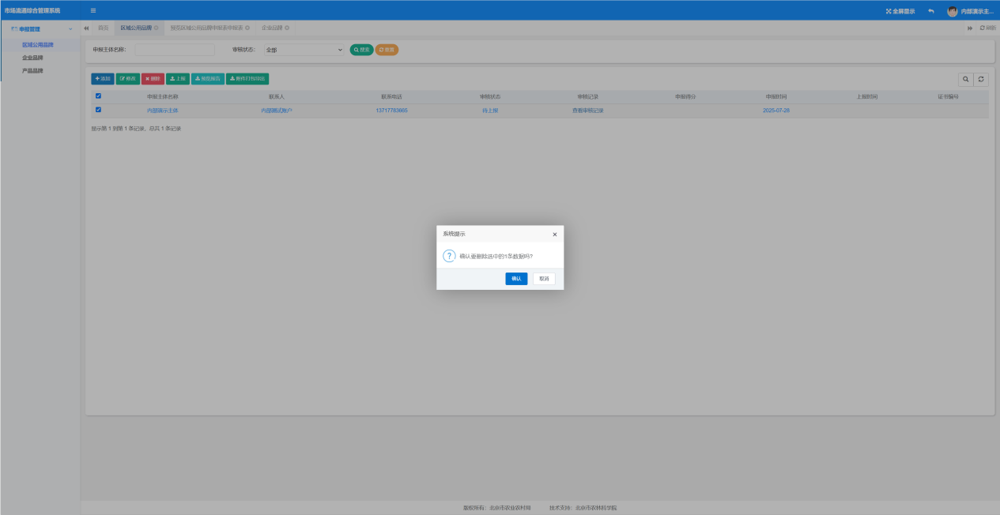 市场流通综合管理系统
全屏显示
内部演示主...
申报管理
区域公用品牌
企业品牌
产品品牌
首页
区域公用品牌
预览区域公用品牌申报表申报表
企业品牌
刷新
申报主体名称:
审核状态:
全部
搜索
重置
添加
修改
删除
上报
预览报告
附件打包导出
申报主体名称 联系人 联系电话 审核状态 审核记录 申报得分 申报时间 上报时间 证书编号
内部演示主体 内部测试账户 13717783665 待上报 查看审核记录 2025-07-28
显示第 1 到第 1 条记录，总共 1 条记录
系统提示
确认要删除选中的1条数据吗?
确认
取消
版权所有：北京市农业农村局 技术支持：北京市农林科学院